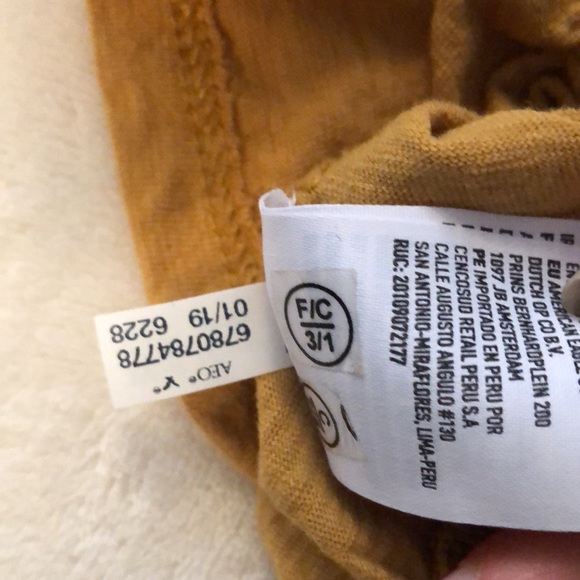 EU AMERICAN EAGLE
DUTCH OP CO B.V.
PRINS BERNHARDPLEIN 200
1097 JB AMSTERDAM
PE IMPORTADO EN PERU POR
CENCOSUD RETAIL PERU S.A
CALLE AUGUSTO ANGULO #130
SAN ANTONIO-MIRAFLORES, LIMA-PERU
RUC: 20109072177
F/C
3/1
AEO®
6780784778
01/19 6228